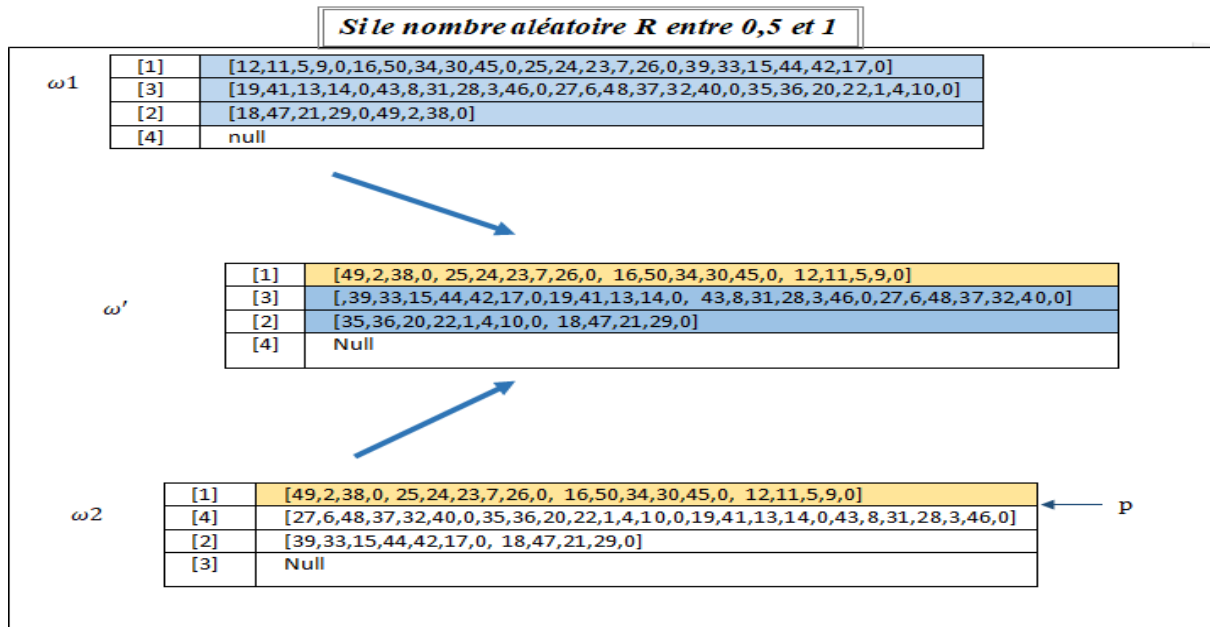 Si le nombre aléatoire R entre 0,5 et 1
ω1
[1] [12,11,5,9,0,16,50,34,30,45,0,25,24,23,7,26,0,39,33,15,44,42,17,0]
[3] [19,41,13,14,0,43,8,31,28,3,46,0,27,6,48,37,32,40,0,35,36,20,22,1,4,10,0]
[2] [18,47,21,29,0,49,2,38,0]
[4] null
ω'
[1] [49,2,38,0, 25,24,23,7,26,0, 16,50,34,30,45,0, 12,11,5,9,0]
[3] [,39,33,15,44,42,17,0,19,41,13,14,0, 43,8,31,28,3,46,0,27,6,48,37,32,40,0]
[2] [35,36,20,22,1,4,10,0, 18,47,21,29,0]
[4] Null
ω2
[1] [49,2,38,0, 25,24,23,7,26,0, 16,50,34,30,45,0, 12,11,5,9,0]
p
[4] [27,6,48,37,32,40,0,35,36,20,22,1,4,10,0,19,41,13,14,0,43,8,31,28,3,46,0]
[2] [39,33,15,44,42,17,0, 18,47,21,29,0]
[3] Null